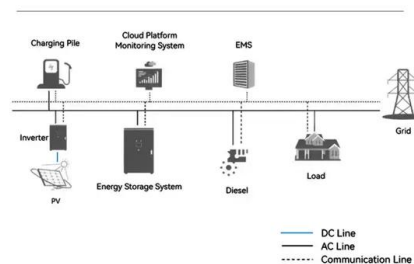 Charging Pile
Cloud Platform
Monitoring System
EMS
Grid
Inverter
PV
Energy Storage System
Diesel
Load
DC Line
AC Line
Communication Line